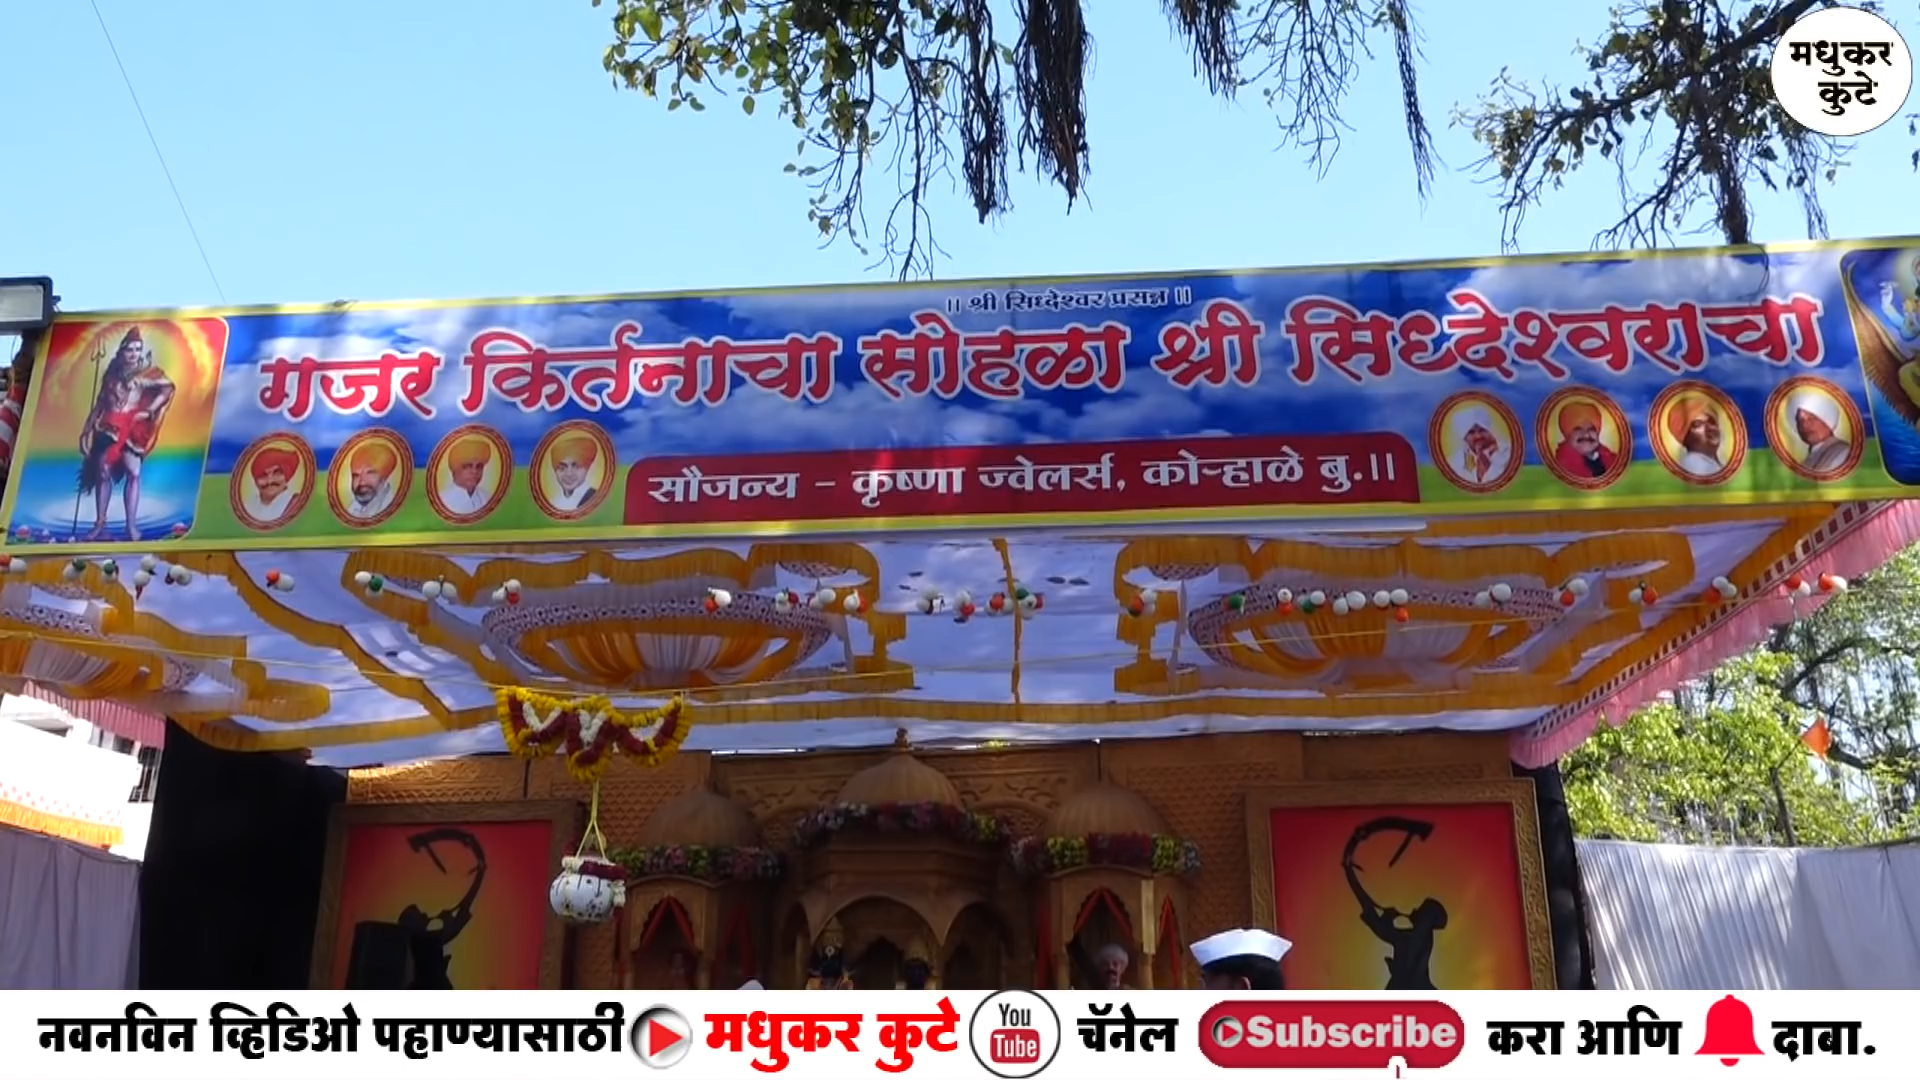 मधुकर
कुटे
॥ श्री सिध्देश्वर प्रसन्न ॥
गजर किर्तनाचा सोहळा श्री सिध्देश्वराचा
सौजन्य - कृष्णा ज्वेलर्स, कोऱ्हाळे बु.॥
नवनविन व्हिडिओ पहाण्यासाठी मधुकर कुटे You Tube चॅनेल Subscribe करा आणि दाबा.